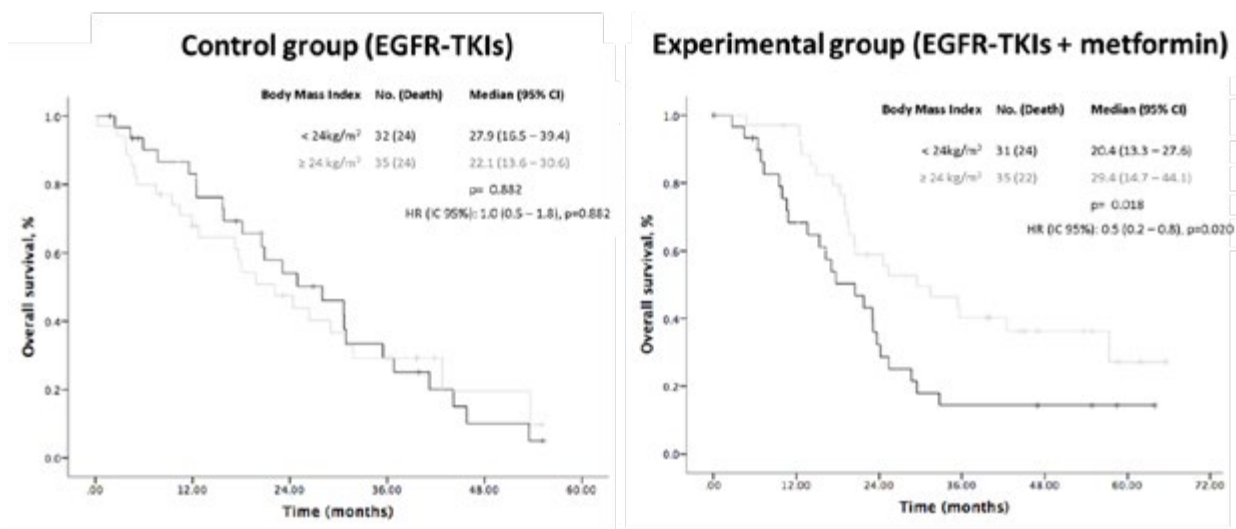 Control group (EGFR-TKIs)
Body Mass Index No. (Death) Median (95% CI)
< 24kg/m² 32 (24) 27.9 (16.5 – 39.4)
≥ 24 kg/m² 35 (24) 22.1 (13.6 – 30.6)
p= 0.882
HR (IC 95%): 1.0 (0.5 – 1.8), p=0.882
Overall survival, %
1.0
0.8
0.6
0.4
0.2
0.0
.00 12.00 24.00 36.00 48.00 60.00
Time (months)
Experimental group (EGFR-TKIs + metformin)
Body Mass Index No. (Death) Median (95% CI)
< 24kg/m² 31 (24) 20.4 (13.3 – 27.6)
≥ 24 kg/m² 35 (22) 29.4 (14.7 – 44.1)
p= 0.018
HR (IC 95%): 0.5 (0.2 – 0.8), p=0.020
Overall survival, %
1.0
0.8
0.6
0.4
0.2
0.0
.00 12.00 24.00 36.00 48.00 60.00 72.00
Time (months)